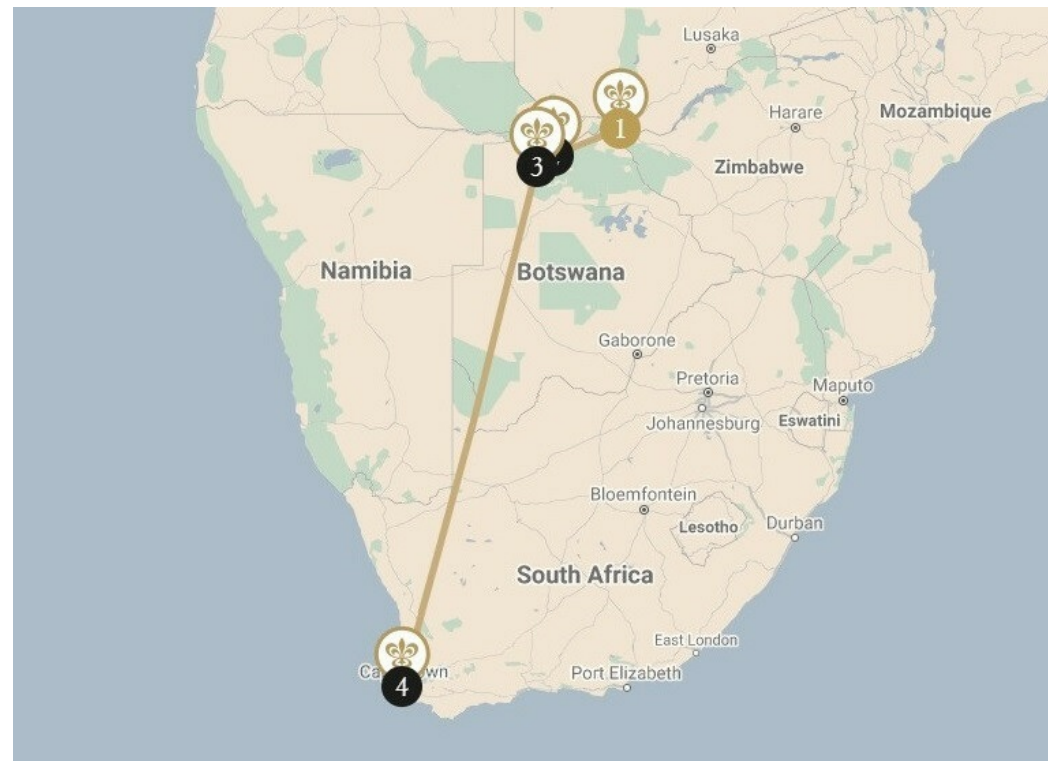 Lusaka
Harare
Mozambique
1
Zimbabwe
3
Namibia
Botswana
Gaborone
Pretoria
Maputo
Johannesburg
Eswatini
Bloemfontein
Lesotho
Durban
South Africa
East London
Port Elizabeth
4